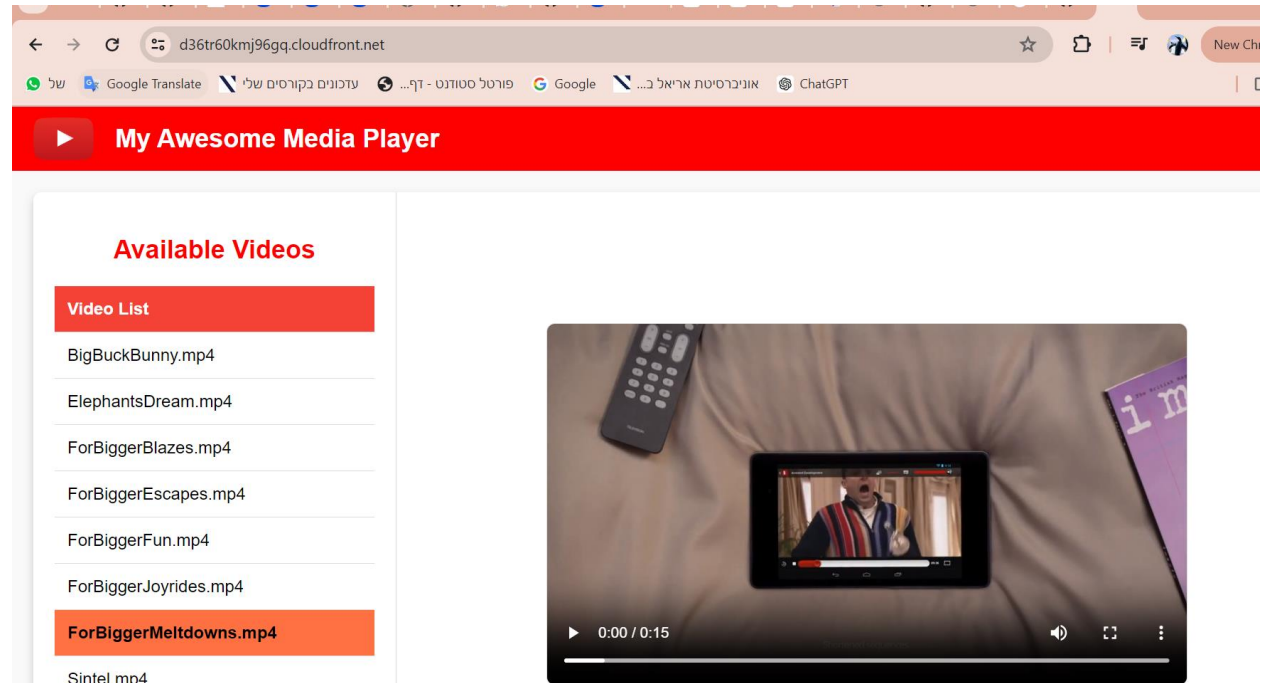 d36tr60kmj96gq.cloudfront.net
New Ch
של
Google Translate
עדכונים בקורסים שלי
פורטל סטודנט - דף...
Google
אוניברסיטת אריאל ב...
ChatGPT
My Awesome Media Player
Available Videos
Video List
BigBuckBunny.mp4
ElephantsDream.mp4
ForBiggerBlazes.mp4
ForBiggerEscapes.mp4
ForBiggerFun.mp4
ForBiggerJoyrides.mp4
ForBiggerMeltdowns.mp4
Sintel.mp4
i m
0:00 / 0:15